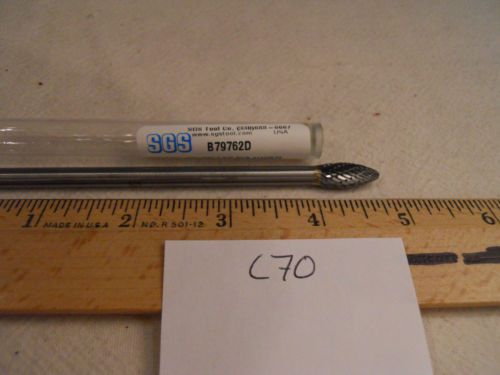 SGS Tool Co.
www.sgstool.com USA
SGS B79762D
1 2 3 4 5 6
MADE IN U.S.A. NO. R 501-12
C70